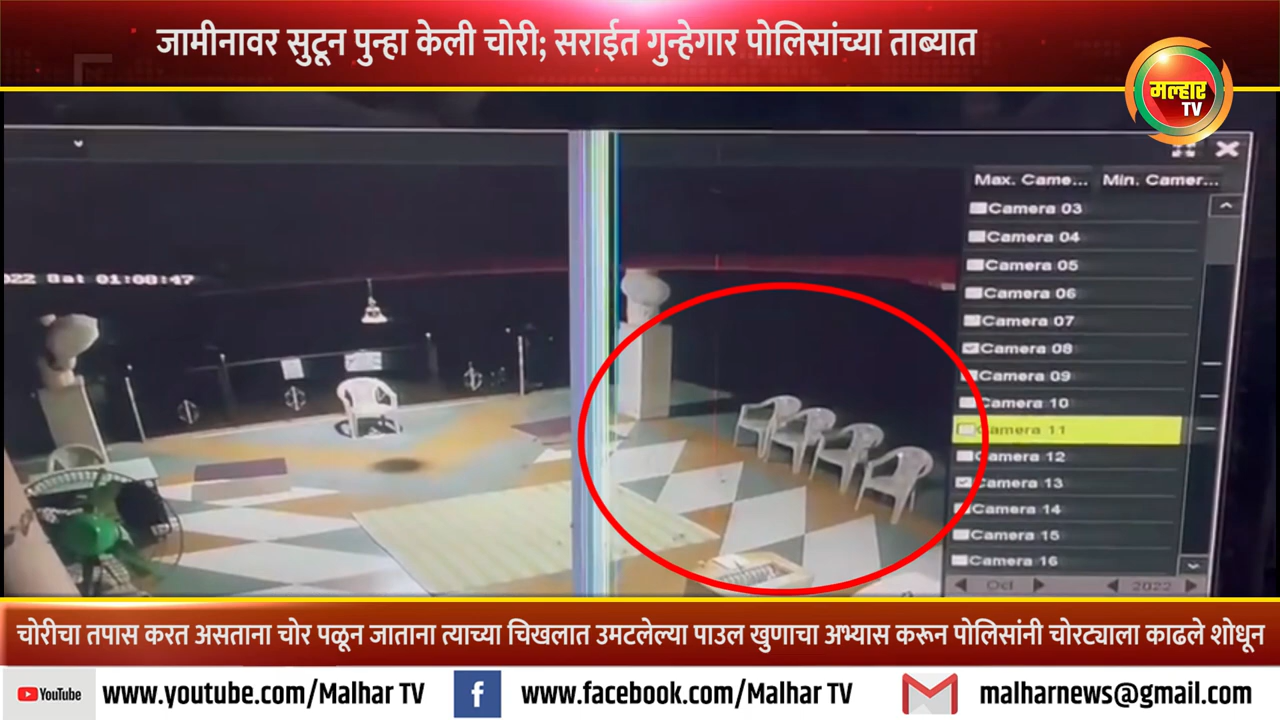 जामीनावर सुटून पुन्हा केली चोरी; सराईत गुन्हेगार पोलिसांच्या ताब्यात
मल्हार
TV
Max. Came... Min. Camer...
Camera 03
Camera 04
022 Sat 01:08:47
Camera 05
Camera 06
Camera 07
Camera 08
Camera 09
Camera 10
Camera 11
Camera 12
Camera 13
Camera 14
Camera 15
Camera 16
Oct 2022
चोरीचा तपास करत असताना चोर पळून जाताना त्याच्या चिखलात उमटलेल्या पाउल खुणाचा अभ्यास करून पोलिसांनी चोरट्याला काढले शोधून
YouTube www.youtube.com/Malhar TV f www.facebook.com/Malhar TV malharnews@gmail.com